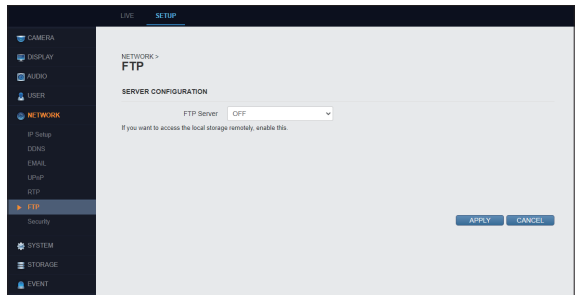 LIVE SETUP
CAMERA
DISPLAY
AUDIO
USER
NETWORK
IP Setup
DDNS
EMAIL
UPnP
RTP
FTP
Security
SYSTEM
STORAGE
EVENT
NETWORK >
FTP
SERVER CONFIGURATION
FTP Server OFF
If you want to access the local storage remotely, enable this.
APPLY CANCEL